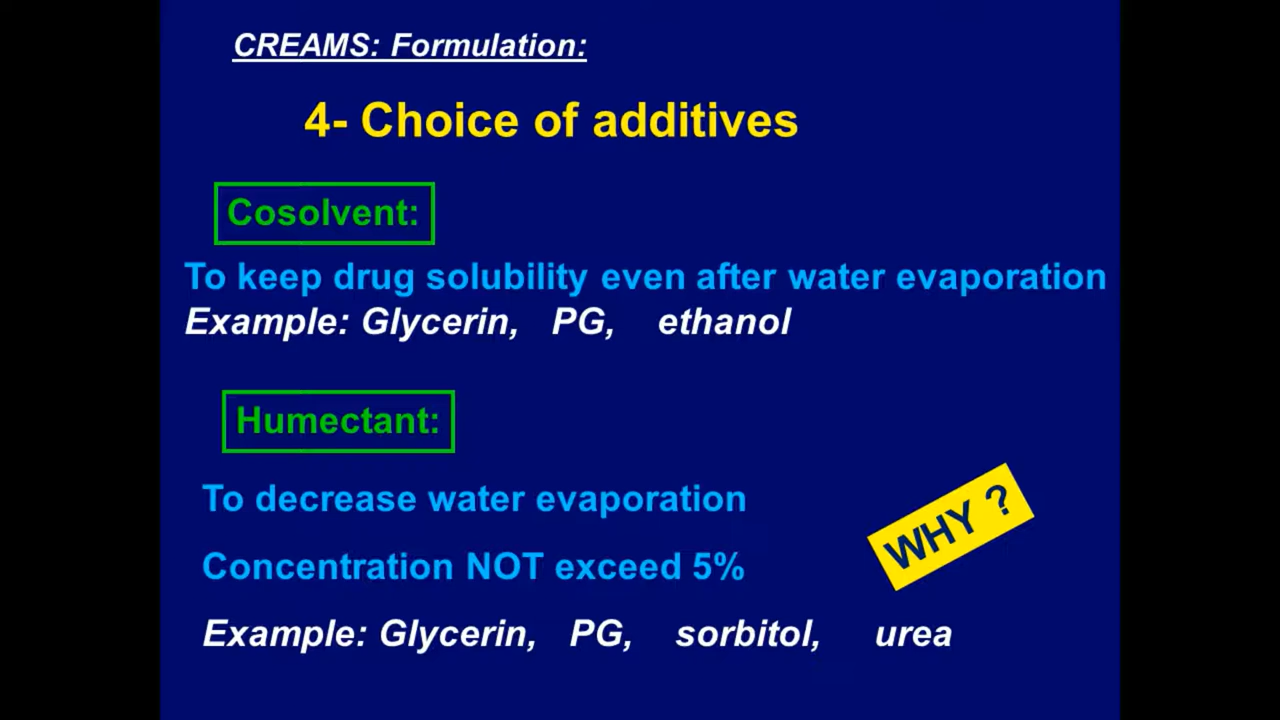 CREAMS: Formulation:
4- Choice of additives
Cosolvent:
To keep drug solubility even after water evaporation
Example: Glycerin, PG, ethanol
Humectant:
To decrease water evaporation
WHY ?
Concentration NOT exceed 5%
Example: Glycerin, PG, sorbitol, urea